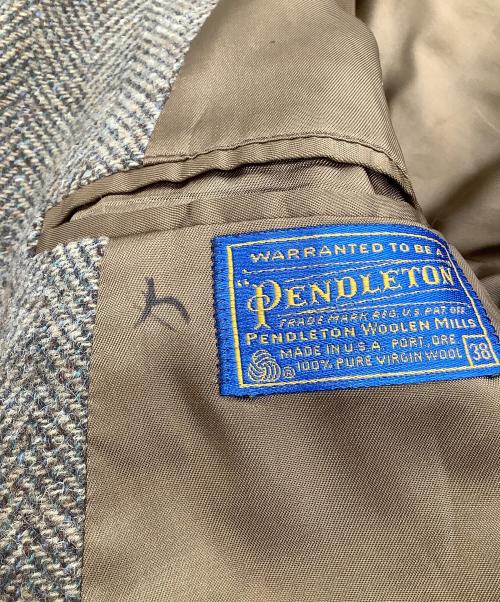 WARRANTED TO BE A
"PENDLETON
TRADE MARK REG. U.S. PAT. OFF.
PENDLETON WOOLEN MILLS
MADE IN U.S.A. PORT., ORE.
® 100% PURE VIRGIN WOOL 38